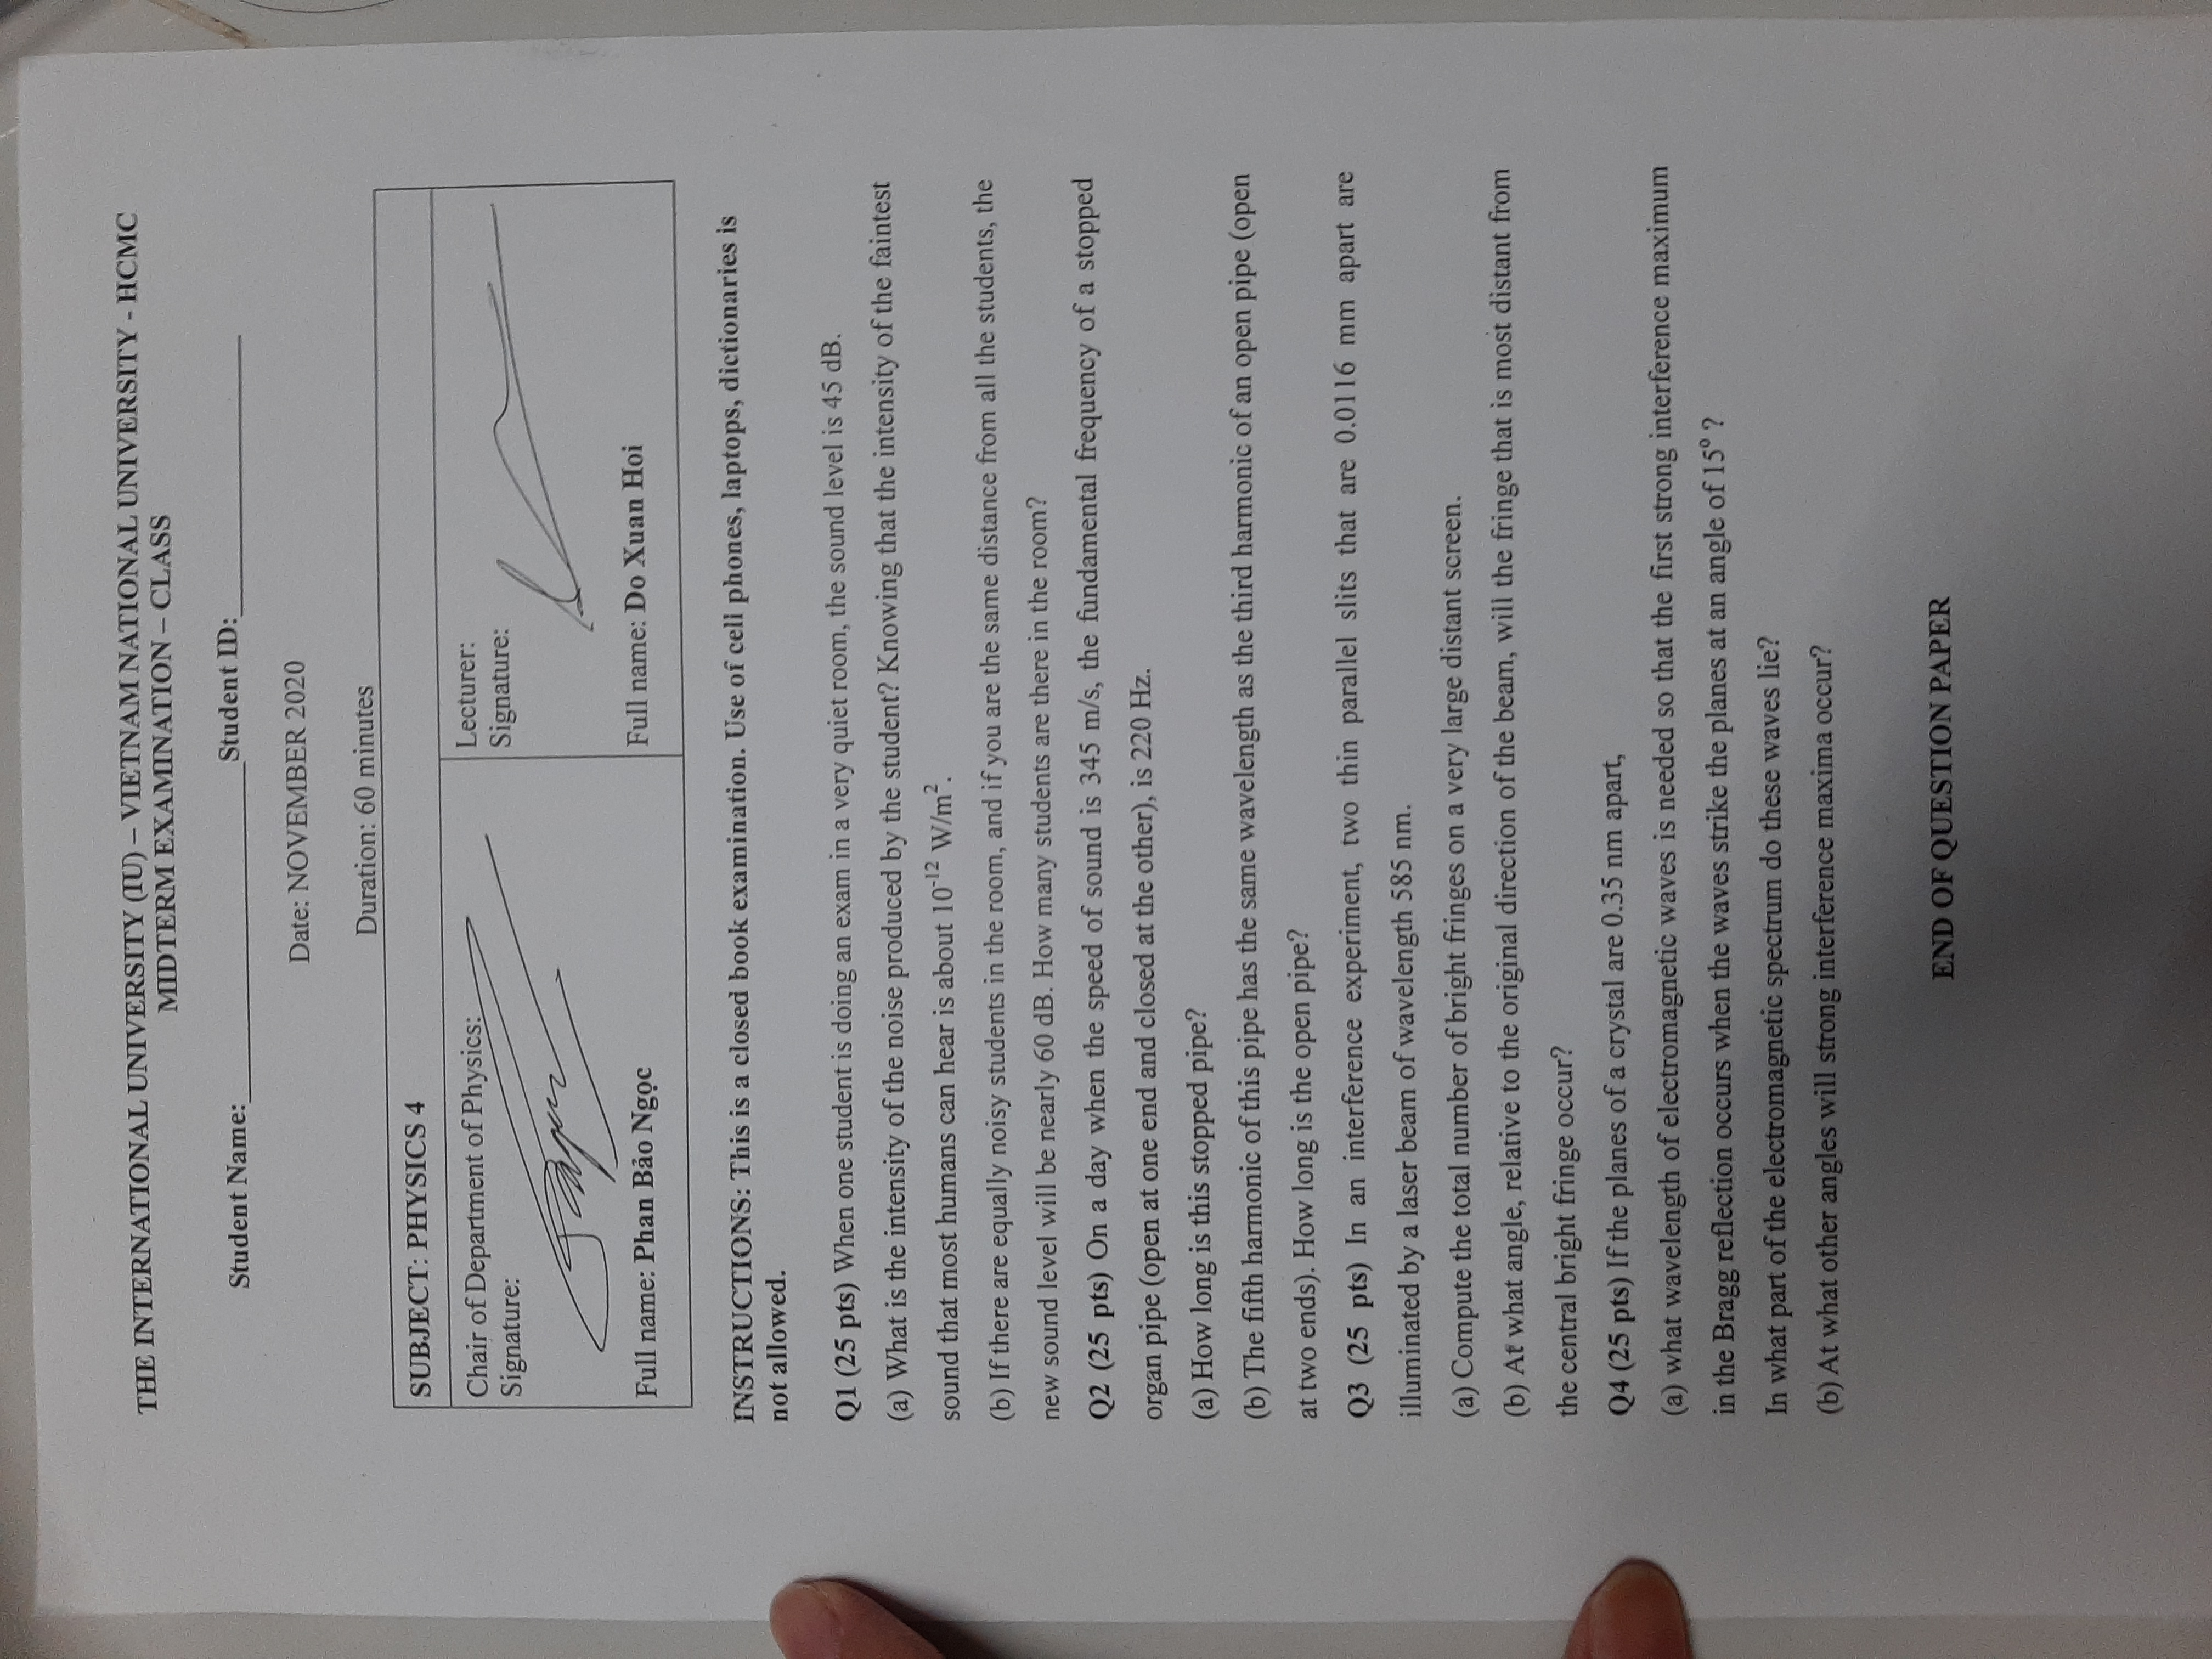 THE INTERNATIONAL UNIVERSITY (IU) – VIETNAM NATIONAL UNIVERSITY - HCMC
MIDTERM EXAMINATION – CLASS
Student Name:____________________Student ID:________________
Date: NOVEMBER 2020
Duration: 60 minutes
SUBJECT: PHYSICS 4
Chair of Department of Physics:
Signature:
Full name: Phan Bảo Ngọc
Lecturer:
Signature:
Full name: Do Xuan Hoi
INSTRUCTIONS: This is a closed book examination. Use of cell phones, laptops, dictionaries is
not allowed.
Q1 (25 pts) When one student is doing an exam in a very quiet room, the sound level is 45 dB.
(a) What is the intensity of the noise produced by the student? Knowing that the intensity of the faintest
sound that most humans can hear is about 10⁻¹² W/m².
(b) If there are equally noisy students in the room, and if you are the same distance from all the students, the
new sound level will be nearly 60 dB. How many students are there in the room?
Q2 (25 pts) On a day when the speed of sound is 345 m/s, the fundamental frequency of a stopped
organ pipe (open at one end and closed at the other), is 220 Hz.
(a) How long is this stopped pipe?
(b) The fifth harmonic of this pipe has the same wavelength as the third harmonic of an open pipe (open
at two ends). How long is the open pipe?
Q3 (25 pts) In an interference experiment, two thin parallel slits that are 0.0116 mm apart are
illuminated by a laser beam of wavelength 585 nm.
(a) Compute the total number of bright fringes on a very large distant screen.
(b) At what angle, relative to the original direction of the beam, will the fringe that is most distant from
the central bright fringe occur?
Q4 (25 pts) If the planes of a crystal are 0.35 nm apart,
(a) what wavelength of electromagnetic waves is needed so that the first strong interference maximum
in the Bragg reflection occurs when the waves strike the planes at an angle of 15° ?
In what part of the electromagnetic spectrum do these waves lie?
(b) At what other angles will strong interference maxima occur?
END OF QUESTION PAPER